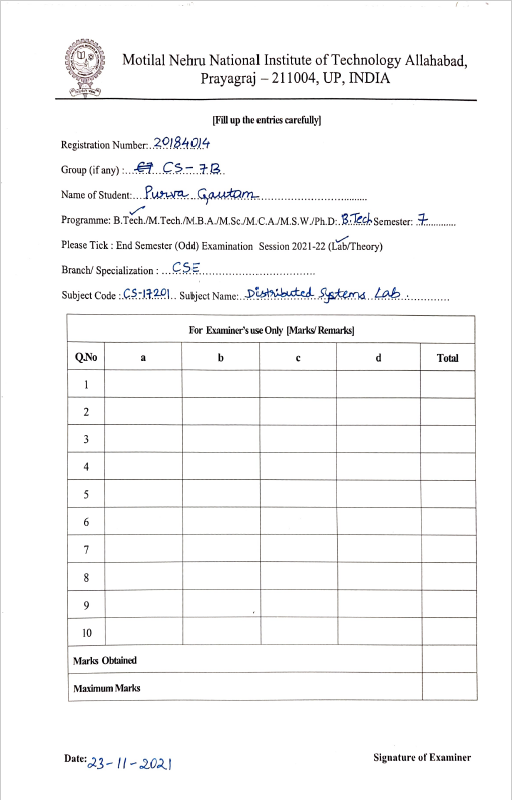 Motilal Nehru National Institute of Technology Allahabad,
Prayagraj – 211004, UP, INDIA
[Fill up the entries carefully]
Registration Number: 20184014
Group (if any) : CS-7B
Name of Student: Purva Gautam
Programme: B.Tech./M.Tech./M.B.A./M.Sc./M.C.A./M.S.W./Ph.D: B.Tech Semester: 7
Please Tick : End Semester (Odd) Examination Session 2021-22 (Lab/Theory)
Branch/ Specialization : CSE
Subject Code : CS-17201 Subject Name: Distributed Systems Lab.
For Examiner's use Only [Marks/ Remarks]
Q.No a b c d Total
1
2
3
4
5
6
7
8
9
10
Marks Obtained
Maximum Marks
Date: 23-11-2021 Signature of Examiner